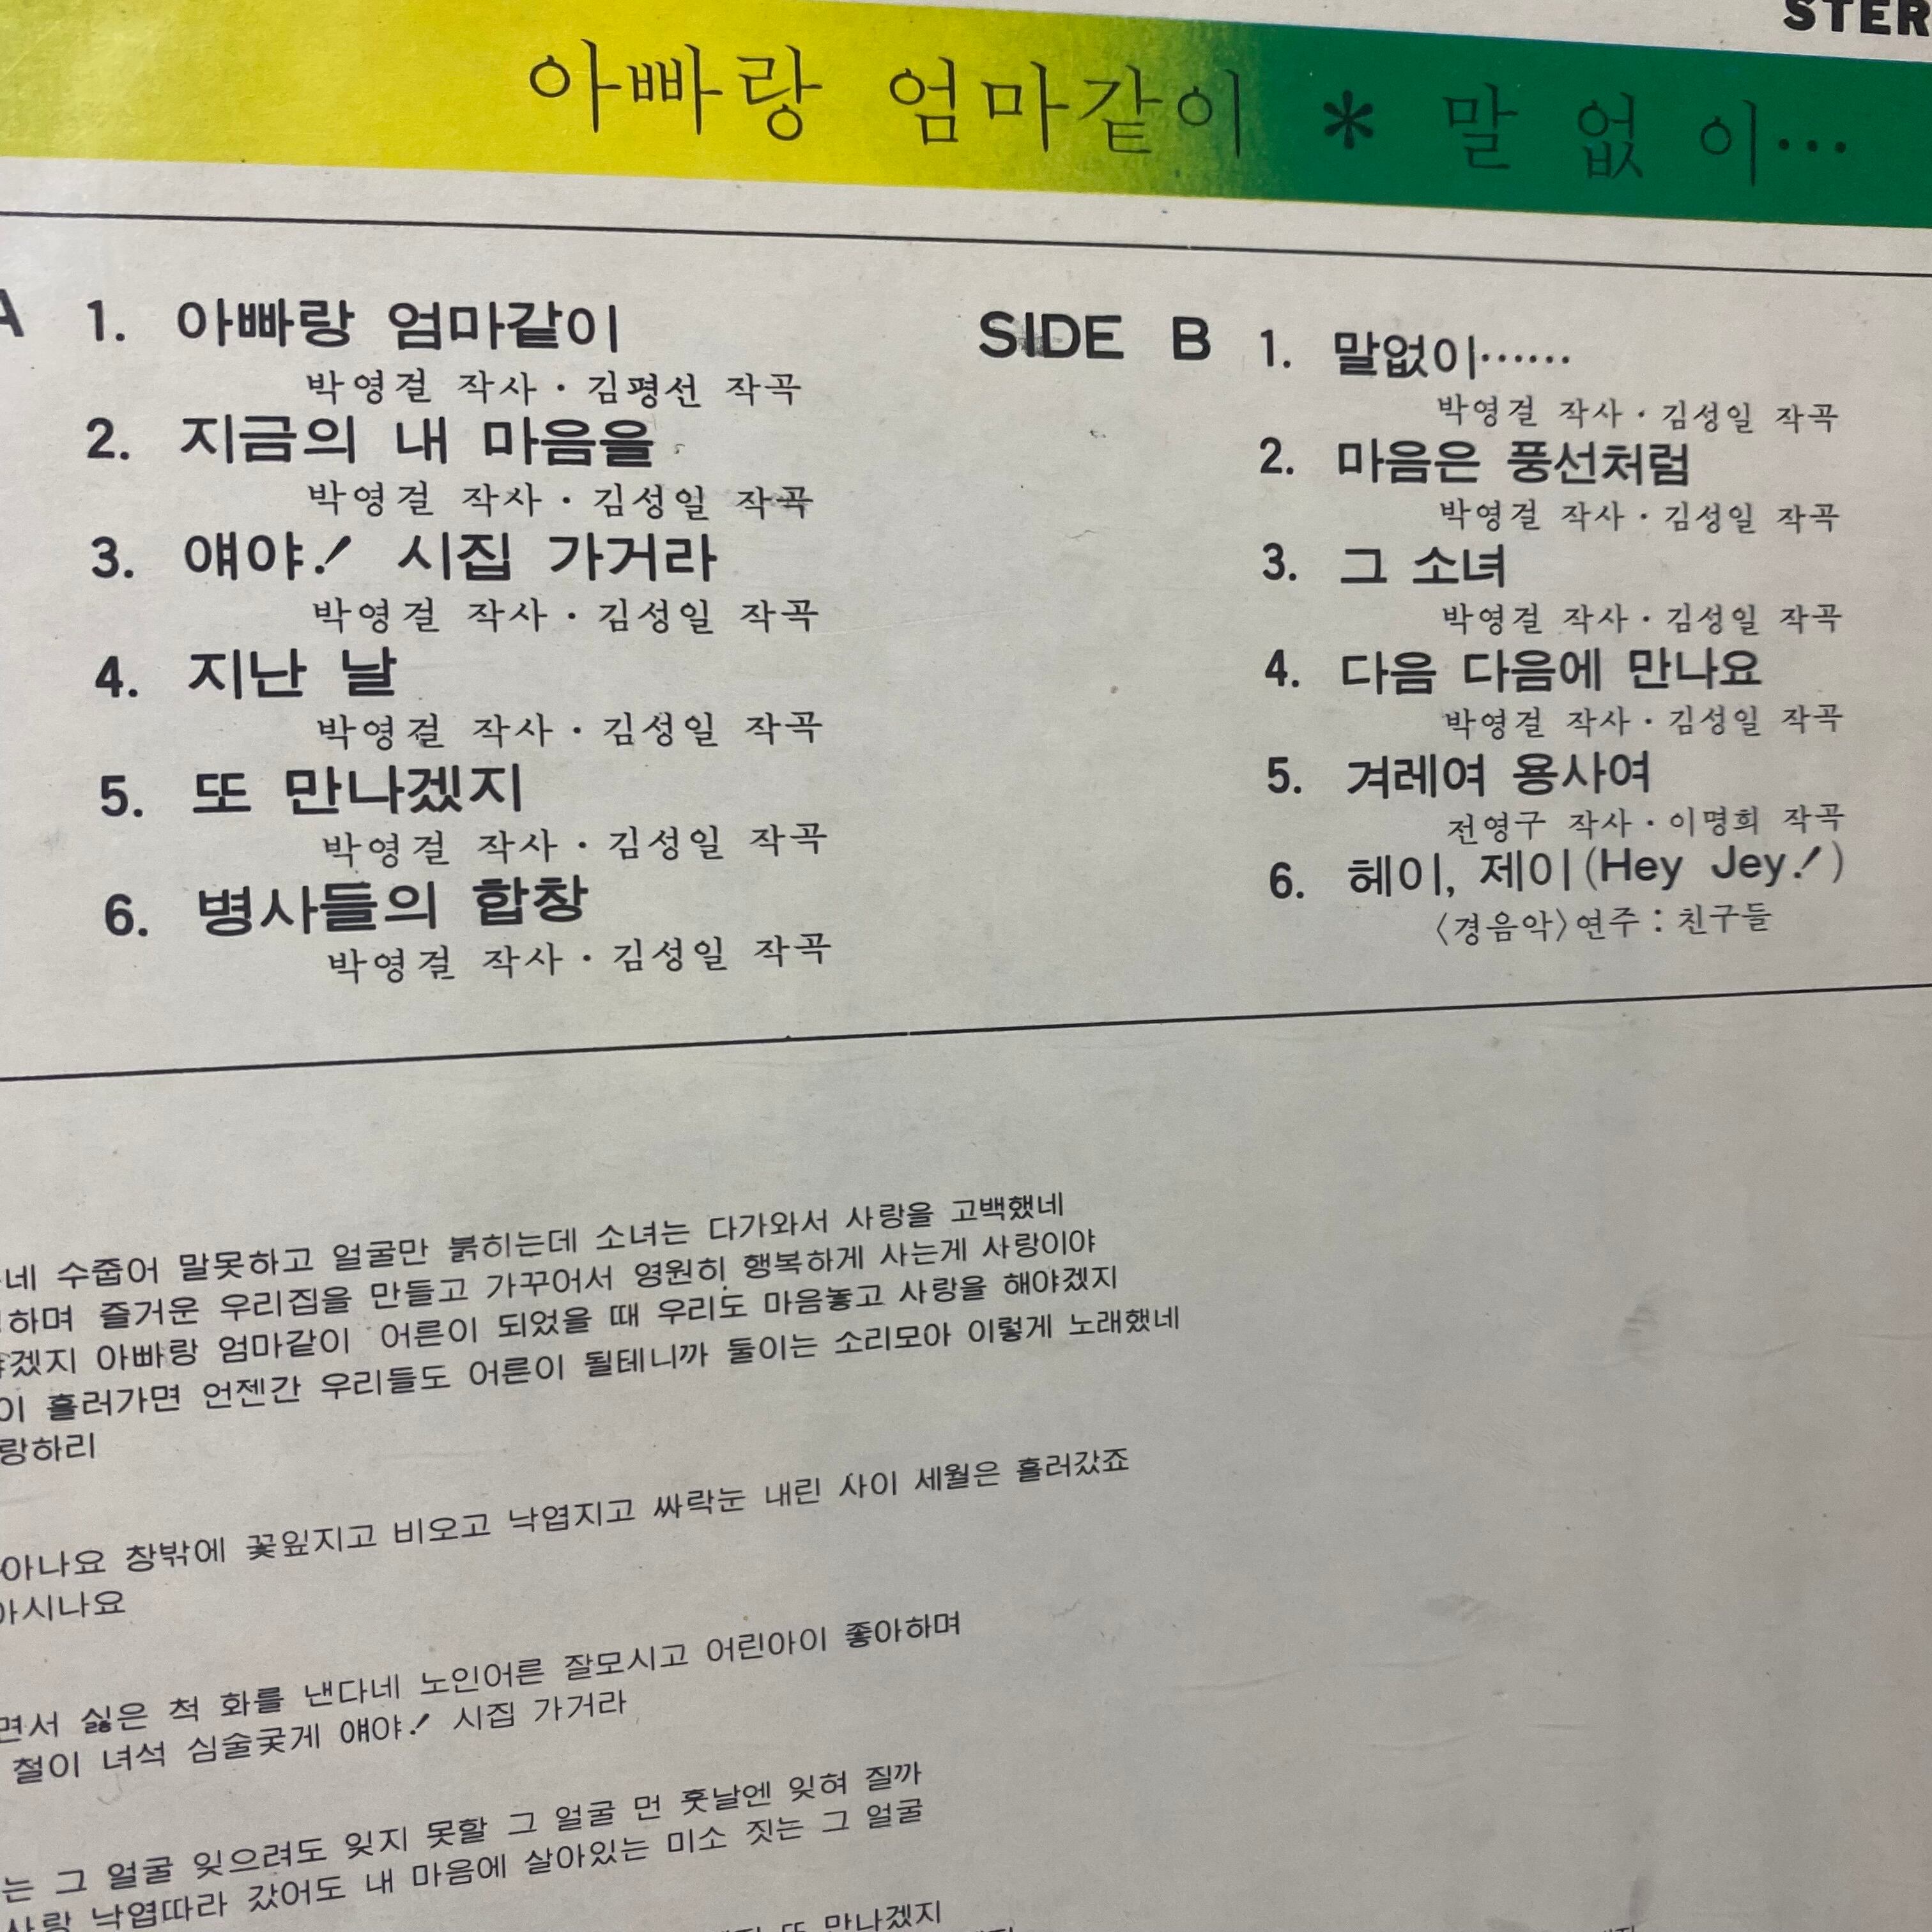 STER
아빠랑 엄마같이 * 말 없 이…
A
1. 아빠랑 엄마같이
박영걸 작사·김평선 작곡
2. 지금의 내 마음을
박영걸 작사·김성일 작곡
3. 얘야! 시집 가거라
박영걸 작사·김성일 작곡
4. 지난 날
박영걸 작사·김성일 작곡
5. 또 만나겠지
박영걸 작사·김성일 작곡
6. 병사들의 합창
박영걸 작사·김성일 작곡
SIDE B
1. 말없이……
박영걸 작사·김성일 작곡
2. 마음은 풍선처럼
박영걸 작사·김성일 작곡
3. 그 소녀
박영걸 작사·김성일 작곡
4. 다음 다음에 만나요
박영걸 작사·김성일 작곡
5. 겨레여 용사여
전영구 작사·이명희 작곡
6. 헤이, 제이(Hey Jey!)
〈경음악〉연주 : 친구들
네 수줍어 말못하고 얼굴만 붉히는데 소녀는 다가와서 사랑을 고백했네
하며 즐거운 우리집을 만들고 가꾸어서 영원히 행복하게 사는게 사랑이야
겠지 아빠랑 엄마같이 어른이 되었을 때 우리도 마음놓고 사랑을 해야겠지
이 흘러가면 언젠간 우리들도 어른이 될테니까 둘이는 소리모아 이렇게 노래했네
랑하리
아나요 창밖에 꽃잎지고 비오고 낙엽지고 싸락눈 내린 사이 세월은 흘러갔죠
아시나요
면서 싫은 척 화를 낸다네 노인어른 잘모시고 어린아이 좋아하며
철이 녀석 심술궂게 얘야! 시집 가거라
는 그 얼굴 잊으려도 잊지 못할 그 얼굴 먼 훗날엔 잊혀 질까
사랑 낙엽따라 갔어도 내 마음에 살아있는 미소 짓는 그 얼굴
또 만나겠지